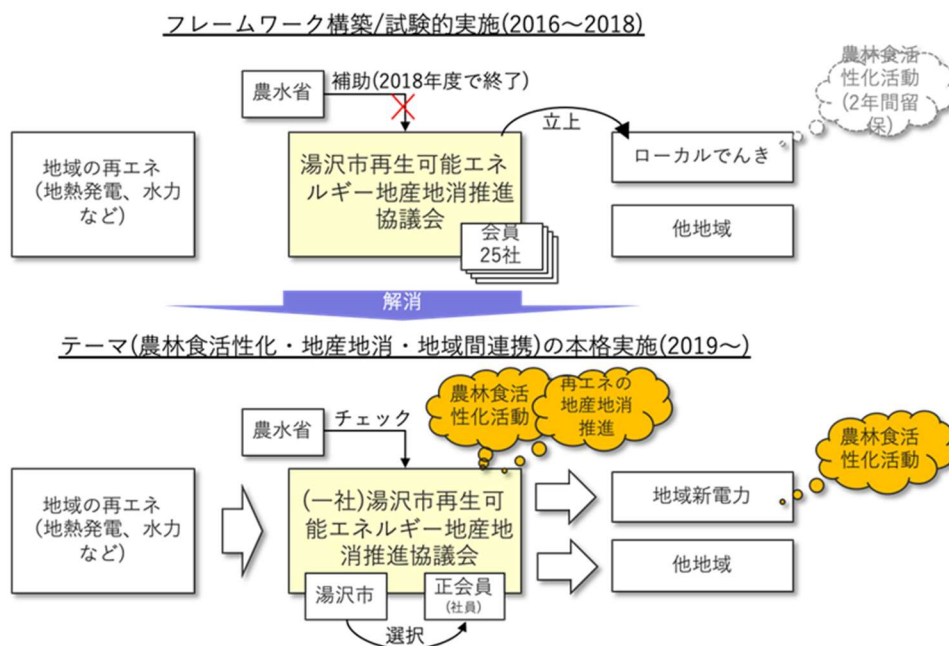 フレームワーク構築/試験的実施(2016～2018)
農水省
補助(2018年度で終了)
農林食活
性化活動
(2年間留
保)
立上
地域の再エネ
(地熱発電、水力
など)
湯沢市再生可能エネ
ルギー地産地消推進
協議会
ローカルでんき
会員
25社
他地域
解消
テーマ(農林食活性化・地産地消・地域間連携)の本格実施(2019～)
農水省
チェック
農林食活
性化活動
再エネの
地産地消
推進
農林食活
性化活動
地域の再エネ
(地熱発電、水力
など)
(一社)湯沢市再生可
能エネルギー地産地
消推進協議会
地域新電力
他地域
湯沢市
正会員
(社員)
選択